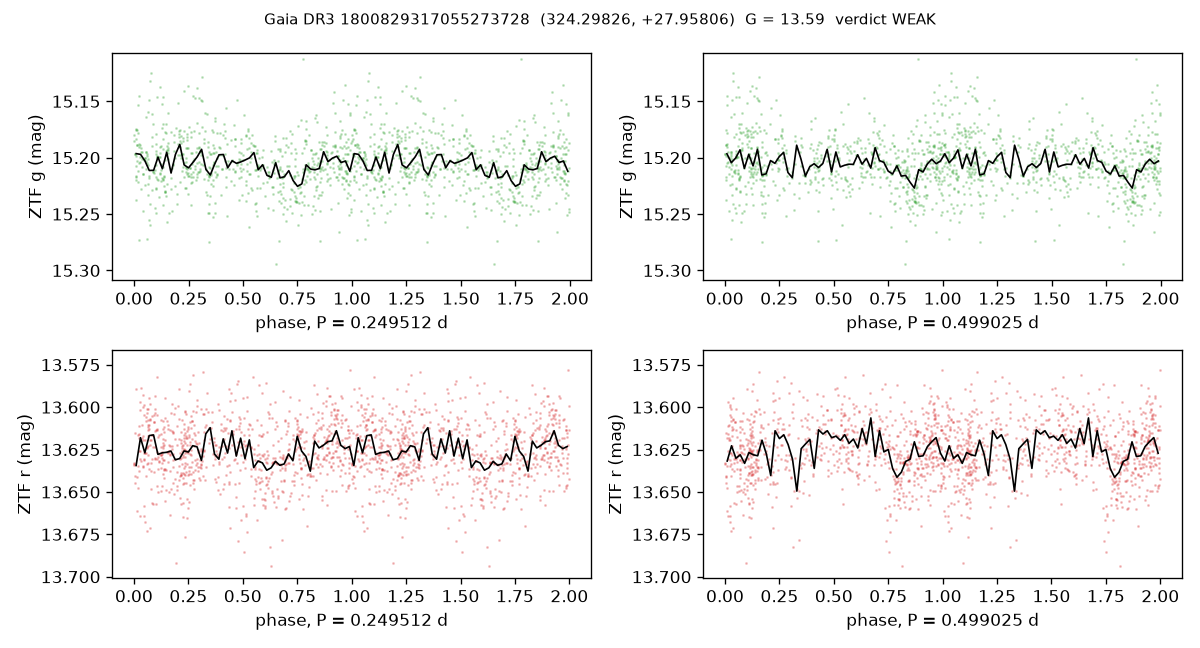 Gaia DR3 1800829317055273728 (324.29826, +27.95806) G = 13.59 verdict WEAK
ZTF g (mag)
15.15
15.20
15.25
15.30
0.00 0.25 0.50 0.75 1.00 1.25 1.50 1.75 2.00
phase, P = 0.249512 d
ZTF g (mag)
15.15
15.20
15.25
15.30
0.00 0.25 0.50 0.75 1.00 1.25 1.50 1.75 2.00
phase, P = 0.499025 d
ZTF r (mag)
13.575
13.600
13.625
13.650
13.675
13.700
0.00 0.25 0.50 0.75 1.00 1.25 1.50 1.75 2.00
phase, P = 0.249512 d
ZTF r (mag)
13.575
13.600
13.625
13.650
13.675
13.700
0.00 0.25 0.50 0.75 1.00 1.25 1.50 1.75 2.00
phase, P = 0.499025 d